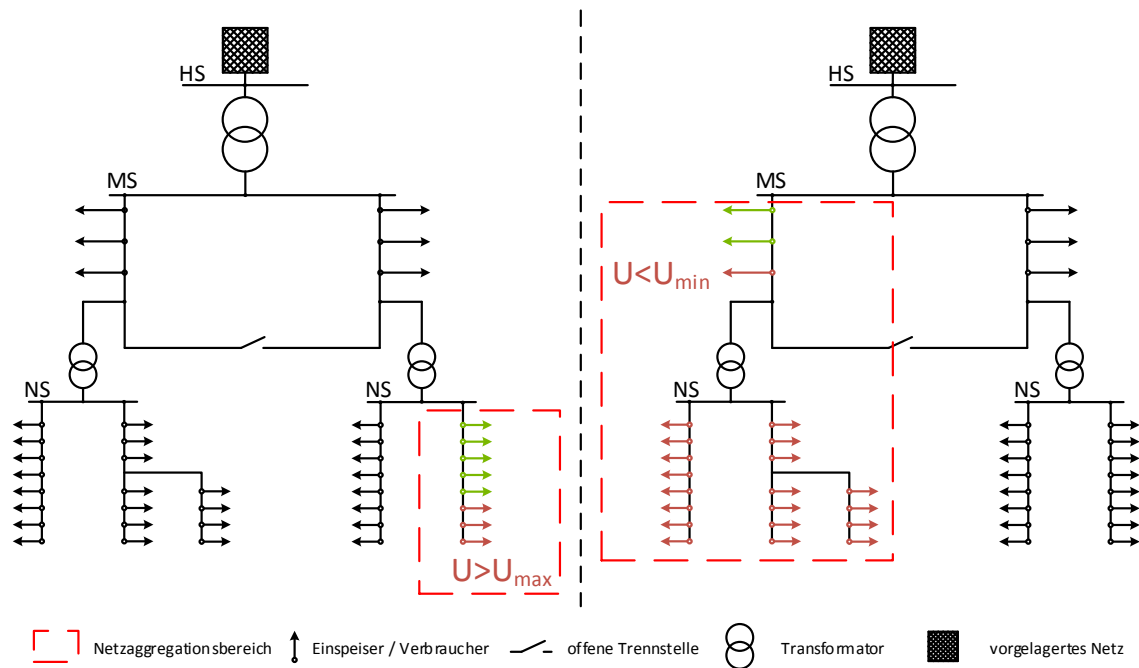 HS
HS
MS
MS
U<Umin
NS
NS
NS
NS
U>Umax
Netzaggregationsbereich
Einspeiser / Verbraucher
offene Trennstelle
Transformator
vorgelagertes Netz